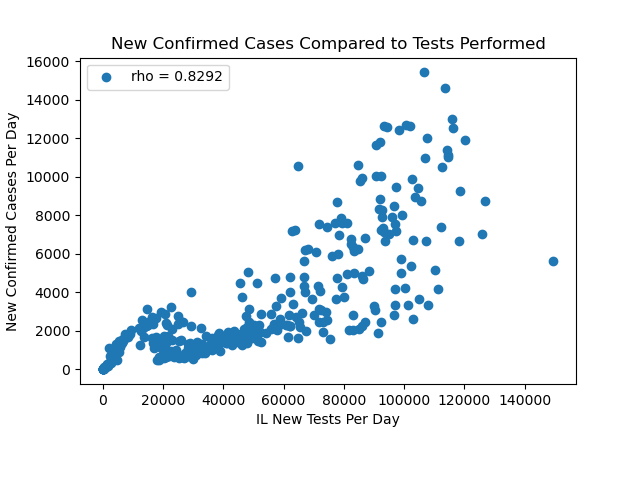 New Confirmed Cases Compared to Tests Performed
rho = 0.8292
16000
14000
12000
10000
8000
6000
4000
2000
0
New Confirmed Caeses Per Day
0 20000 40000 60000 80000 100000 120000 140000
IL New Tests Per Day